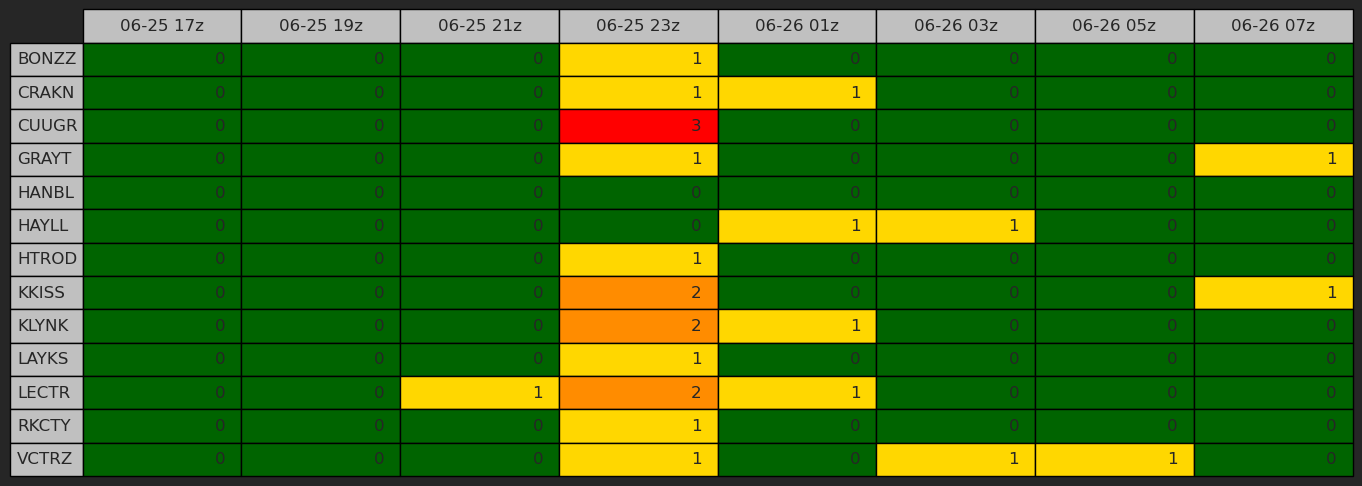 06-25 17z 06-25 19z 06-25 21z 06-25 23z 06-26 01z 06-26 03z 06-26 05z 06-26 07z
BONZZ 0 0 0 1 0 0 0 0
CRAKN 0 0 0 1 1 0 0 0
CUUGR 0 0 0 3 0 0 0 0
GRAYT 0 0 0 1 0 0 0 1
HANBL 0 0 0 0 0 0 0 0
HAYLL 0 0 0 0 1 1 0 0
HTROD 0 0 0 1 0 0 0 0
KKISS 0 0 0 2 0 0 0 1
KLYNK 0 0 0 2 1 0 0 0
LAYKS 0 0 0 1 0 0 0 0
LECTR 0 0 1 2 1 0 0 0
RKCTY 0 0 0 1 0 0 0 0
VCTRZ 0 0 0 1 0 1 1 0